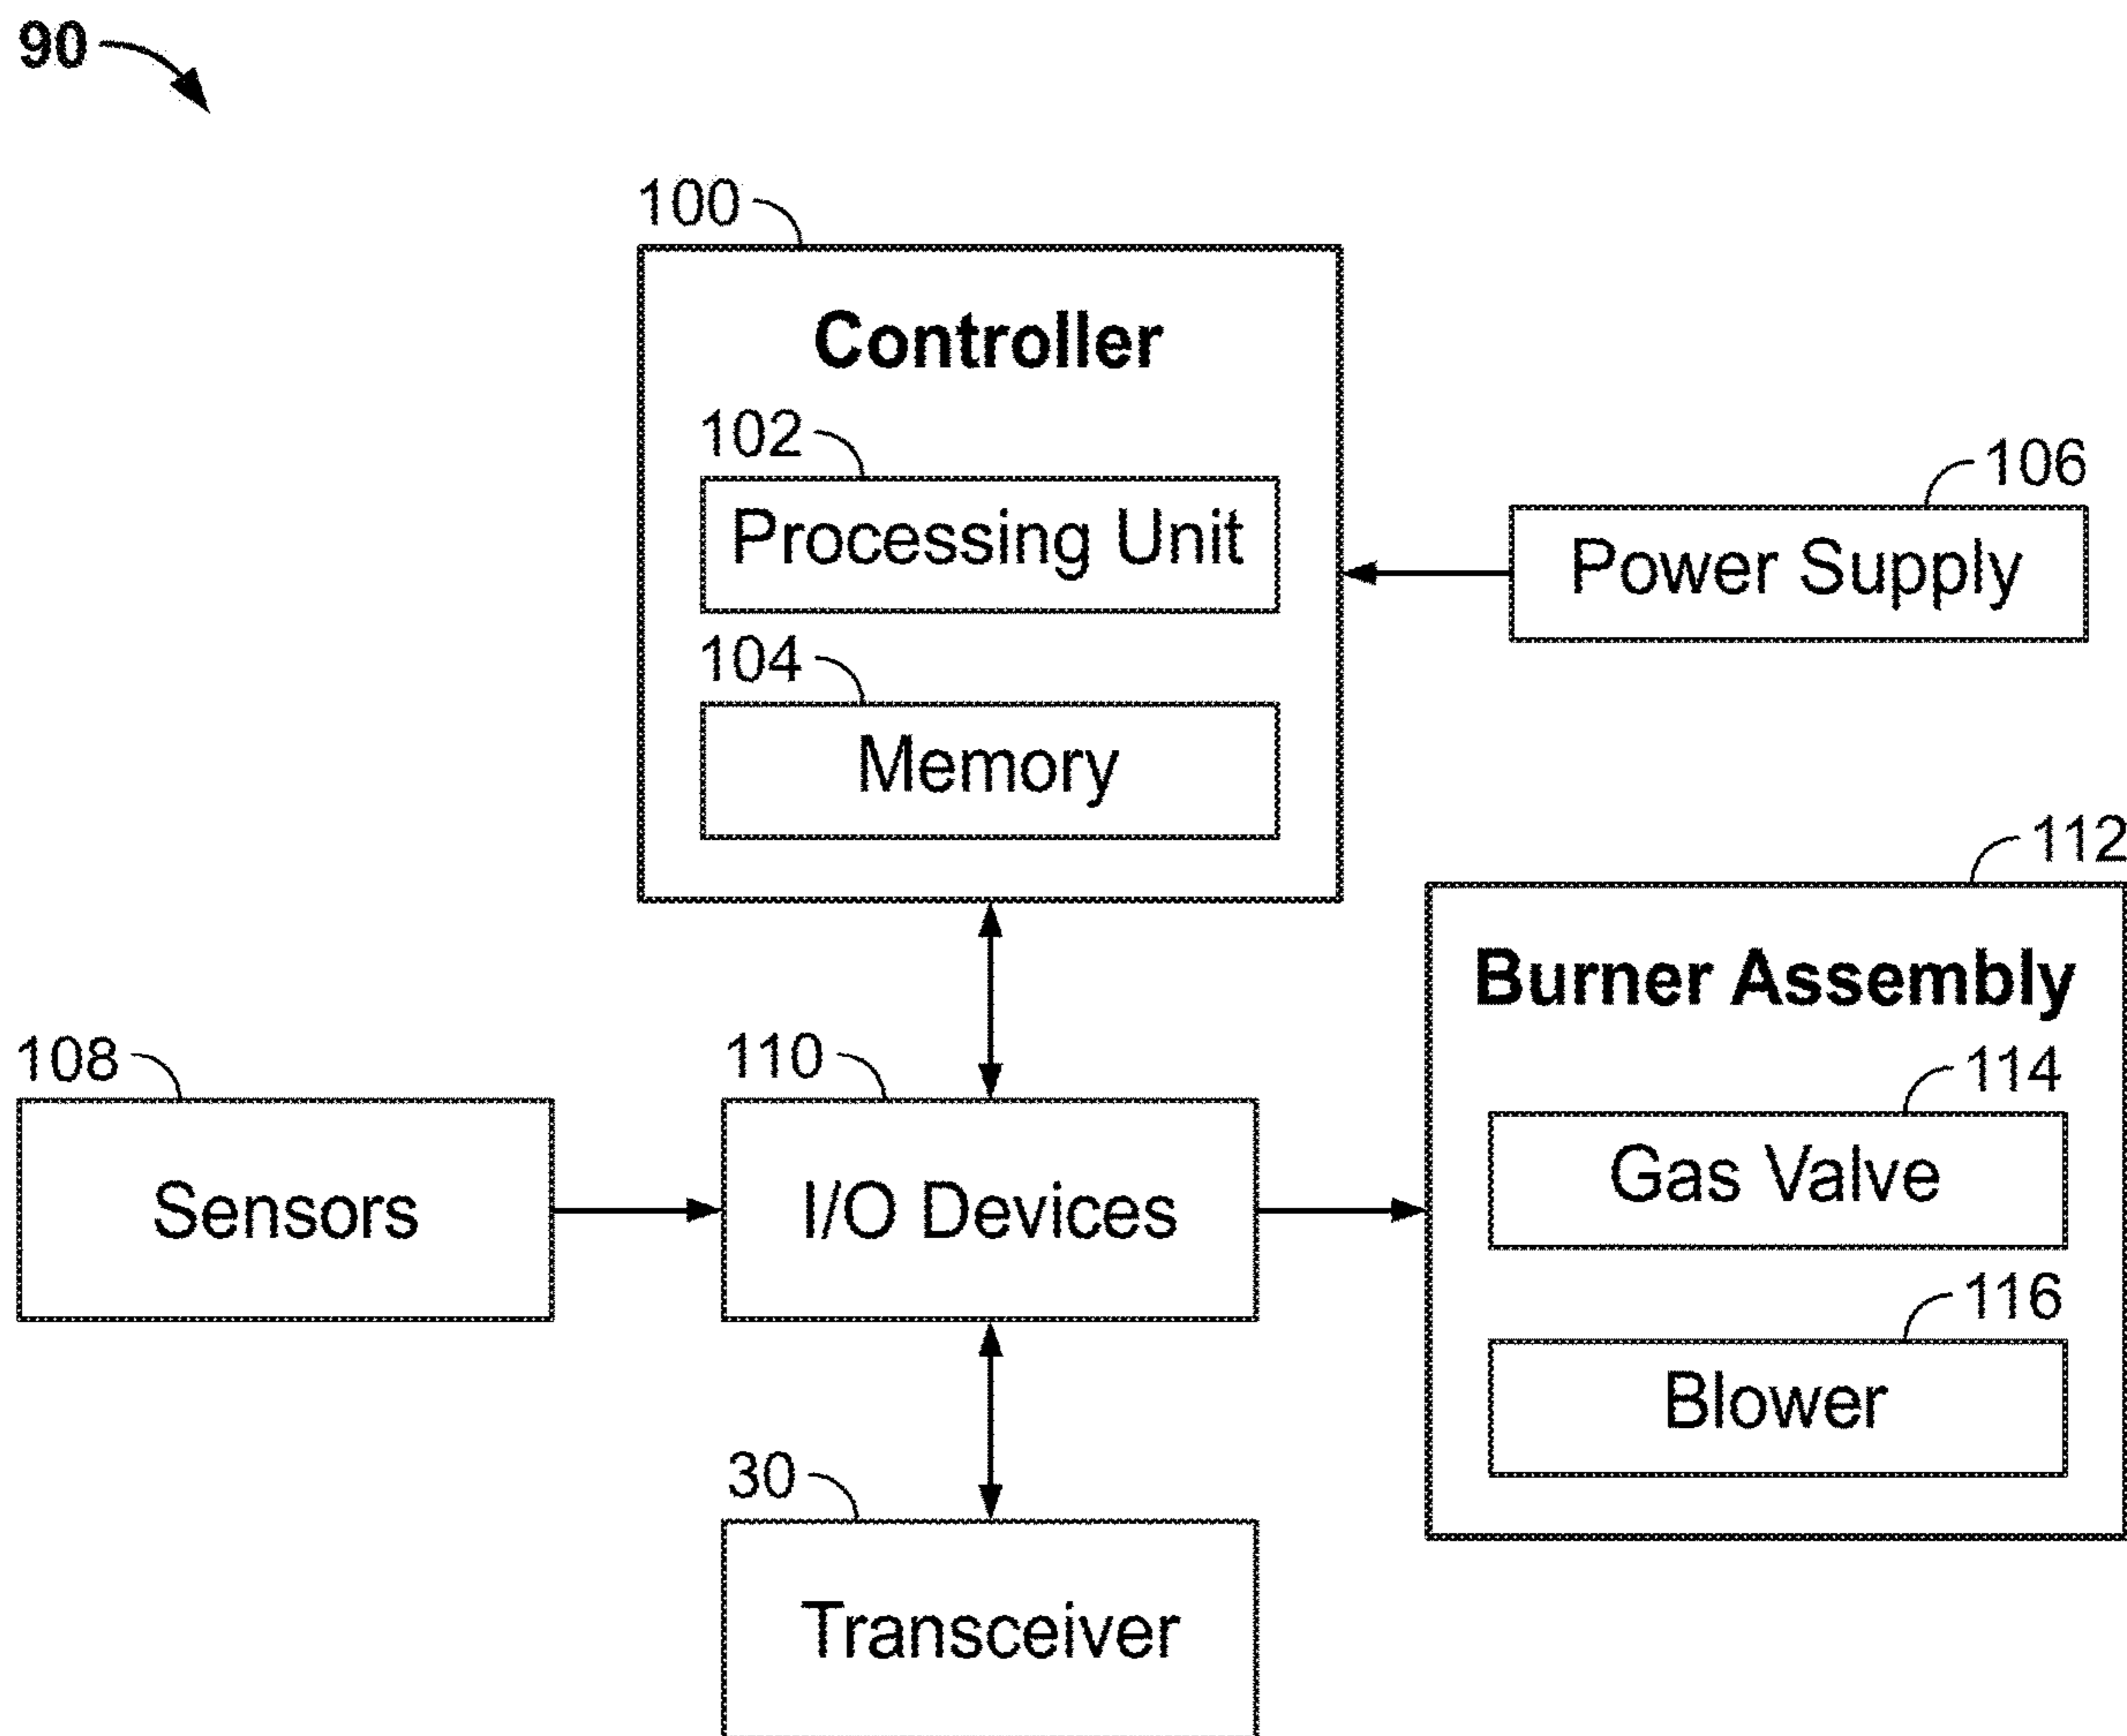 90
100
Controller
102
Processing Unit
106
Power Supply
104
Memory
112
Burner Assembly
108
Sensors
110
I/O Devices
114
Gas Valve
116
Blower
30
Transceiver